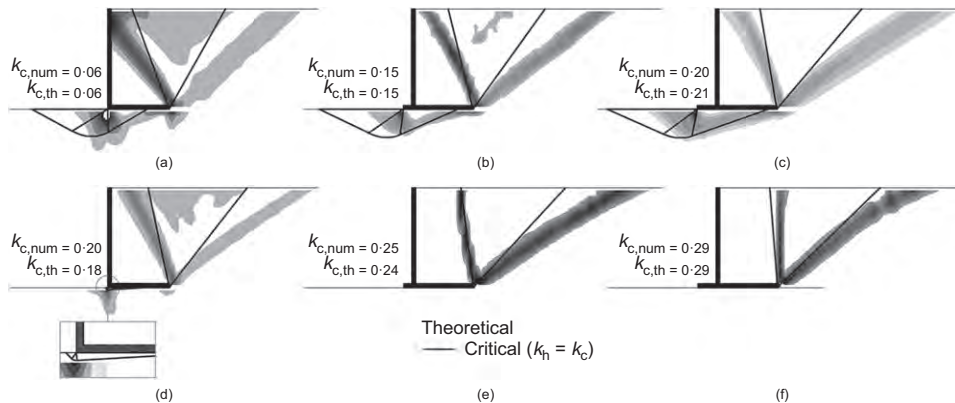 k_c,num = 0·06
k_c,th = 0·06
(a)
k_c,num = 0·15
k_c,th = 0·15
(b)
k_c,num = 0·20
k_c,th = 0·21
(c)
k_c,num = 0·20
k_c,th = 0·18
(d)
k_c,num = 0·25
k_c,th = 0·24
Theoretical
Critical (k_h = k_c)
(e)
k_c,num = 0·29
k_c,th = 0·29
(f)